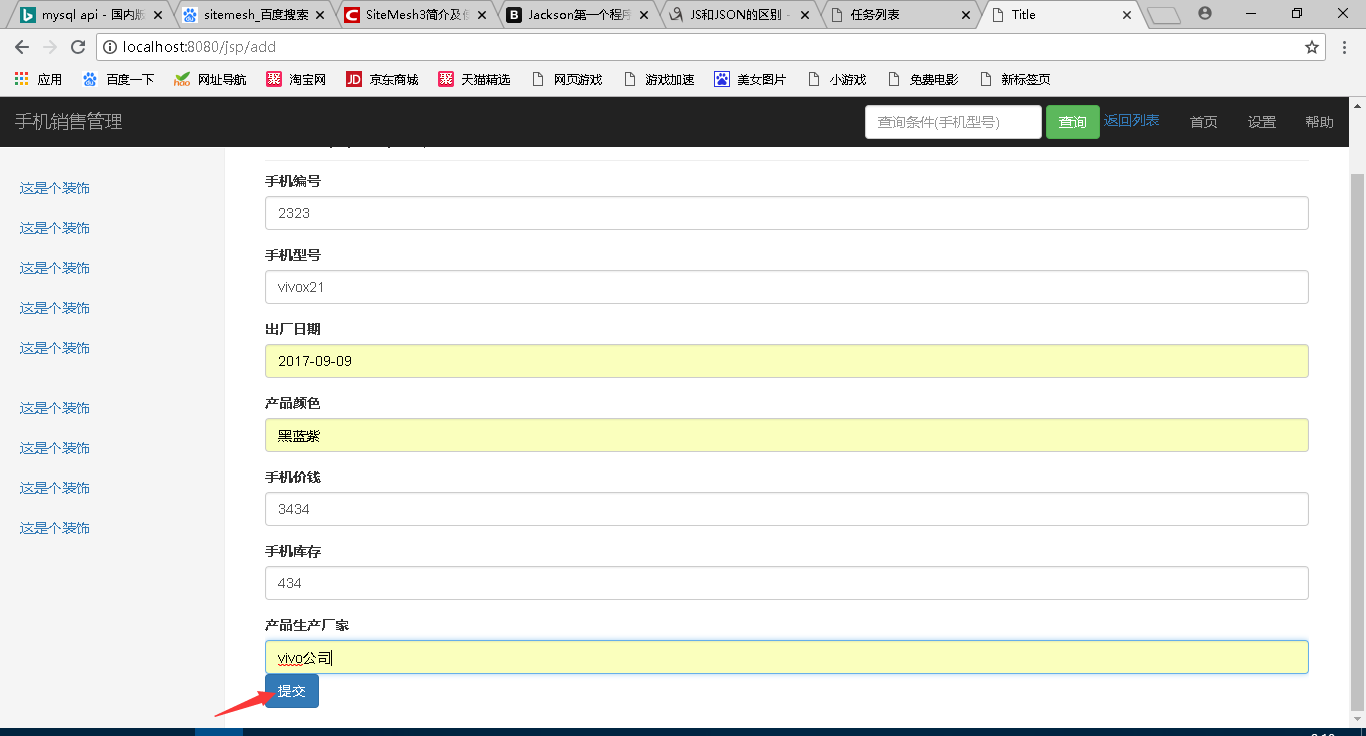 mysql api - 国内版
sitemesh_百度搜索
SiteMesh3简介及使
Jackson第一个程序
JS和JSON的区别 -
任务列表
Title
localhost:8080/jsp/add
应用 百度一下 网址导航 淘宝网 京东商城 天猫精选 网页游戏 游戏加速 美女图片 小游戏 免费电影 新标签页
手机销售管理 查询条件(手机型号) 查询 返回列表 首页 设置 帮助
这是个装饰
这是个装饰
这是个装饰
这是个装饰
这是个装饰
这是个装饰
这是个装饰
这是个装饰
这是个装饰
手机编号
2323
手机型号
vivox21
出厂日期
2017-09-09
产品颜色
黑蓝紫
手机价钱
3434
手机库存
434
产品生产厂家
vivo公司
提交